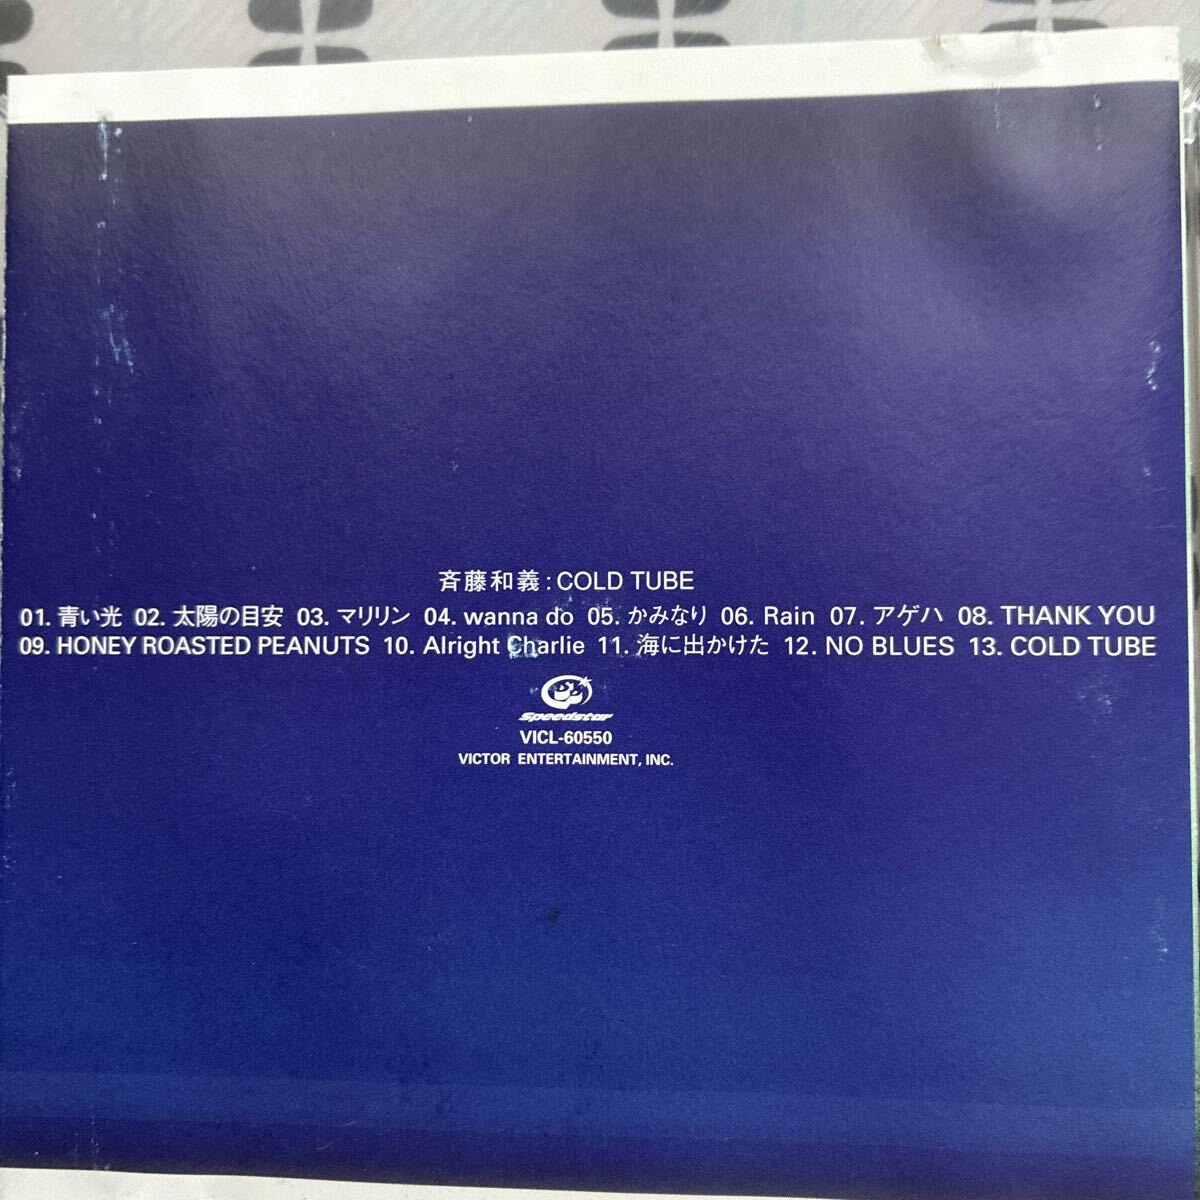 斉藤和義:COLD TUBE
01. 青い光 02. 太陽の目安 03. マリリン 04. wanna do 05. かみなり 06. Rain 07. アゲハ 08. THANK YOU
09. HONEY ROASTED PEANUTS 10. Alright Charlie 11. 海に出かけた 12. NO BLUES 13. COLD TUBE
Speedstar
VICL-60550
VICTOR ENTERTAINMENT, INC.